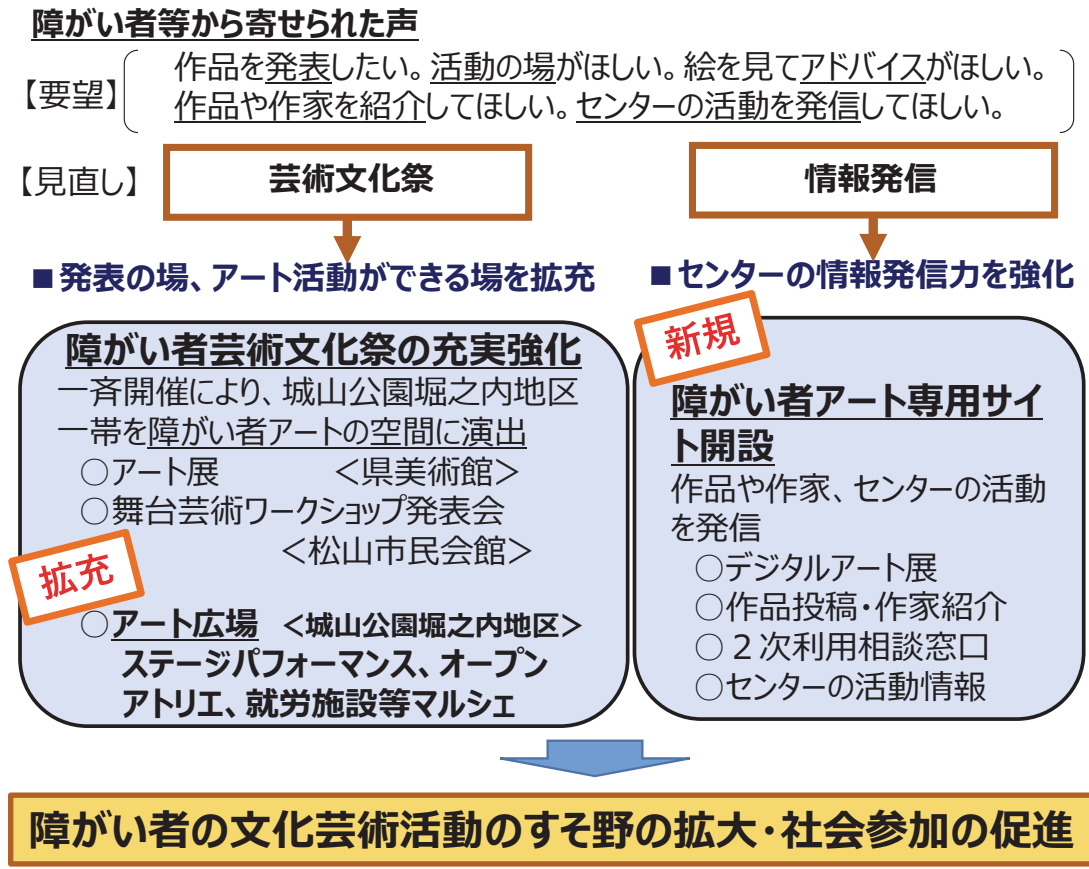 障がい者等から寄せられた声
【要望】
作品を発表したい。活動の場がほしい。絵を見てアドバイスがほしい。
作品や作家を紹介してほしい。センターの活動を発信してほしい。
【見直し】
芸術文化祭
■発表の場、アート活動ができる場を拡充
障がい者芸術文化祭の充実強化
一斉開催により、城山公園堀之内地区
一帯を障がい者アートの空間に演出
○アート展 <県美術館>
○舞台芸術ワークショップ発表会
<松山市民会館>
拡充
○アート広場 <城山公園堀之内地区>
ステージパフォーマンス、オープン
アトリエ、就労施設等マルシェ
情報発信
■センターの情報発信力を強化
新規
障がい者アート専用サイ
ト開設
作品や作家、センターの活動
を発信
○デジタルアート展
○作品投稿・作家紹介
○２次利用相談窓口
○センターの活動情報
障がい者の文化芸術活動のすそ野の拡大・社会参加の促進